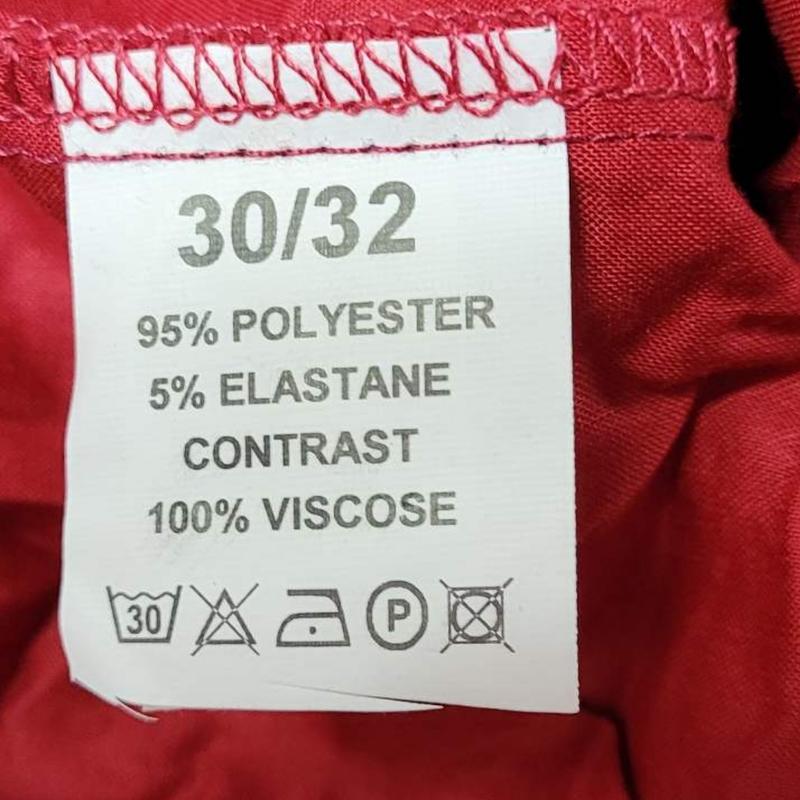 30/32
95% POLYESTER
5% ELASTANE
CONTRAST
100% VISCOSE
30 P